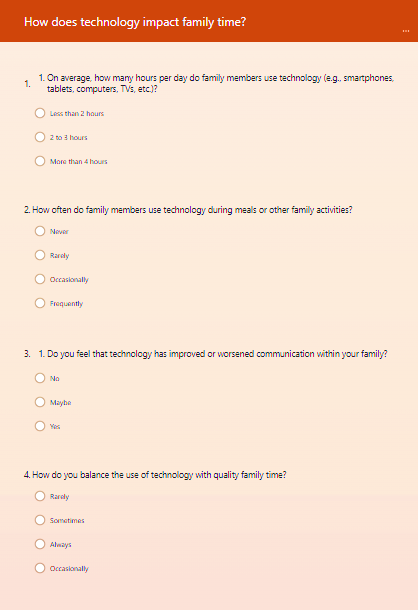 How does technology impact family time?
...
1. 1. On average, how many hours per day do family members use technology (e.g., smartphones,
tablets, computers, TVs, etc.)?
Less than 2 hours
2 to 3 hours
More than 4 hours
2. How often do family members use technology during meals or other family activities?
Never
Rarely
Occasionally
Frequently
3. 1. Do you feel that technology has improved or worsened communication within your family?
No
Maybe
Yes
4. How do you balance the use of technology with quality family time?
Rarely
Sometimes
Always
Occasionally